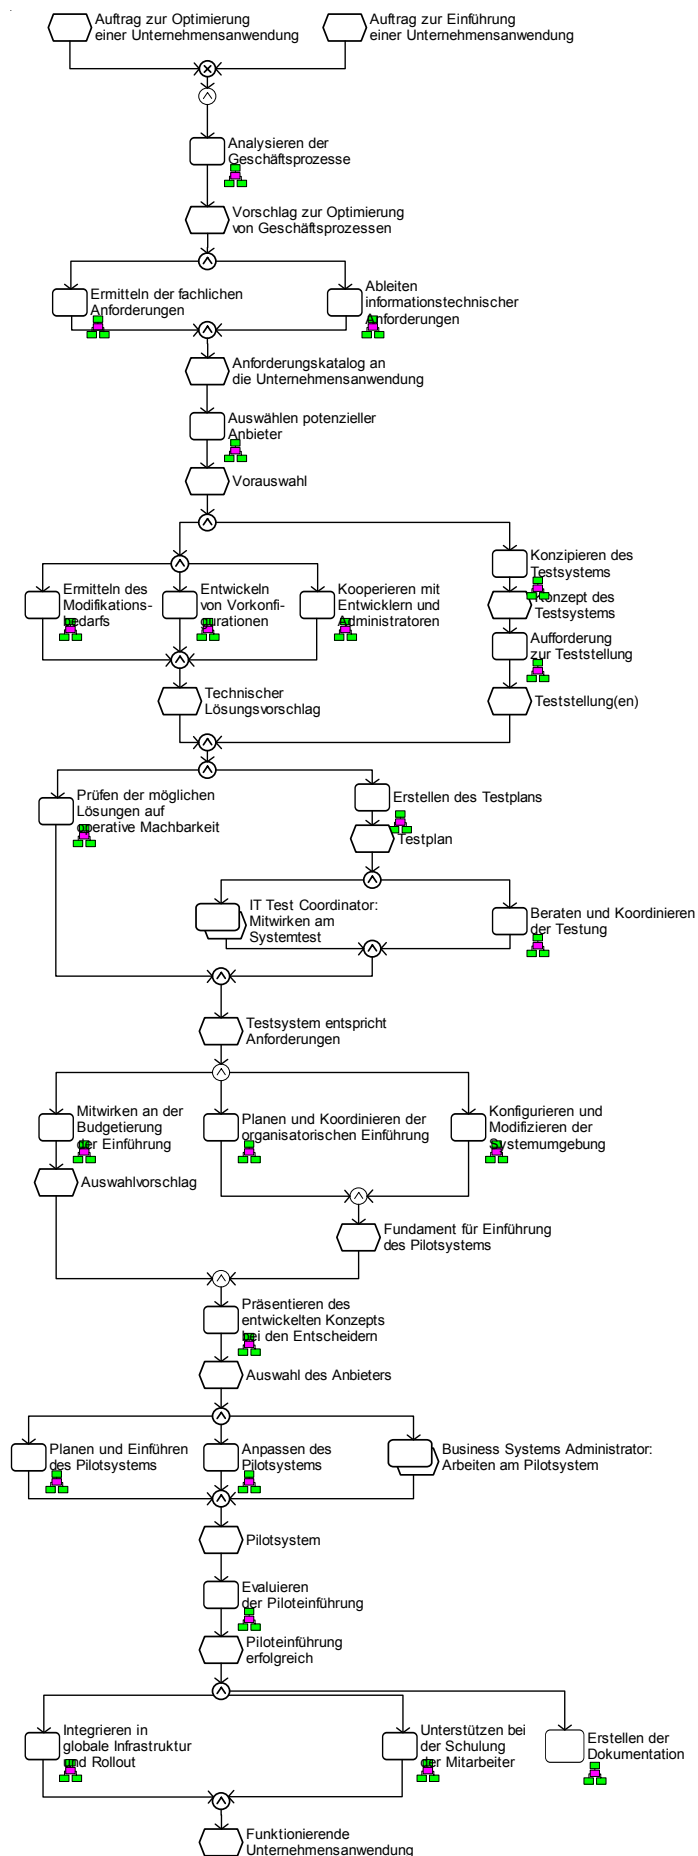 Auftrag zur Optimierung
einer Unternehmensanwendung
Auftrag zur Einführung
einer Unternehmensanwendung
Analysieren der
Geschäftsprozesse
Vorschlag zur Optimierung
von Geschäftsprozessen
Ermitteln der fachlichen
Anforderungen
Ableiten
informationstechnischer
Anforderungen
Anforderungskatalog an
die Unternehmensanwendung
Auswählen potenzieller
Anbieter
Vorauswahl
Ermitteln des
Modifikations-
bedarfs
Entwickeln
von Vorkonfi-
gurationen
Kooperieren mit
Entwicklern und
Administratoren
Konzipieren des
Testsystems
Konzept des
Testsystems
Aufforderung
zur Teststellung
Technischer
Lösungsvorschlag
Teststellung(en)
Prüfen der möglichen
Lösungen auf
operative Machbarkeit
Erstellen des Testplans
Testplan
IT Test Coordinator:
Mitwirken am
Systemtest
Beraten und Koordinieren
der Testung
Testsystem entspricht
Anforderungen
Mitwirken an der
Budgetierung
der Einführung
Planen und Koordinieren der
organisatorischen Einführung
Konfigurieren und
Modifizieren der
Systemumgebung
Auswahlvorschlag
Fundament für Einführung
des Pilotsystems
Präsentieren des
entwickelten Konzepts
bei den Entscheidern
Auswahl des Anbieters
Planen und Einführen
des Pilotsystems
Anpassen des
Pilotsystems
Business Systems Administrator:
Arbeiten am Pilotsystem
Pilotsystem
Evaluieren
der Piloteinführung
Piloteinführung
erfolgreich
Integrieren in
globale Infrastruktur
und Rollout
Unterstützen bei
der Schulung
der Mitarbeiter
Erstellen der
Dokumentation
Funktionierende
Unternehmensanwendung